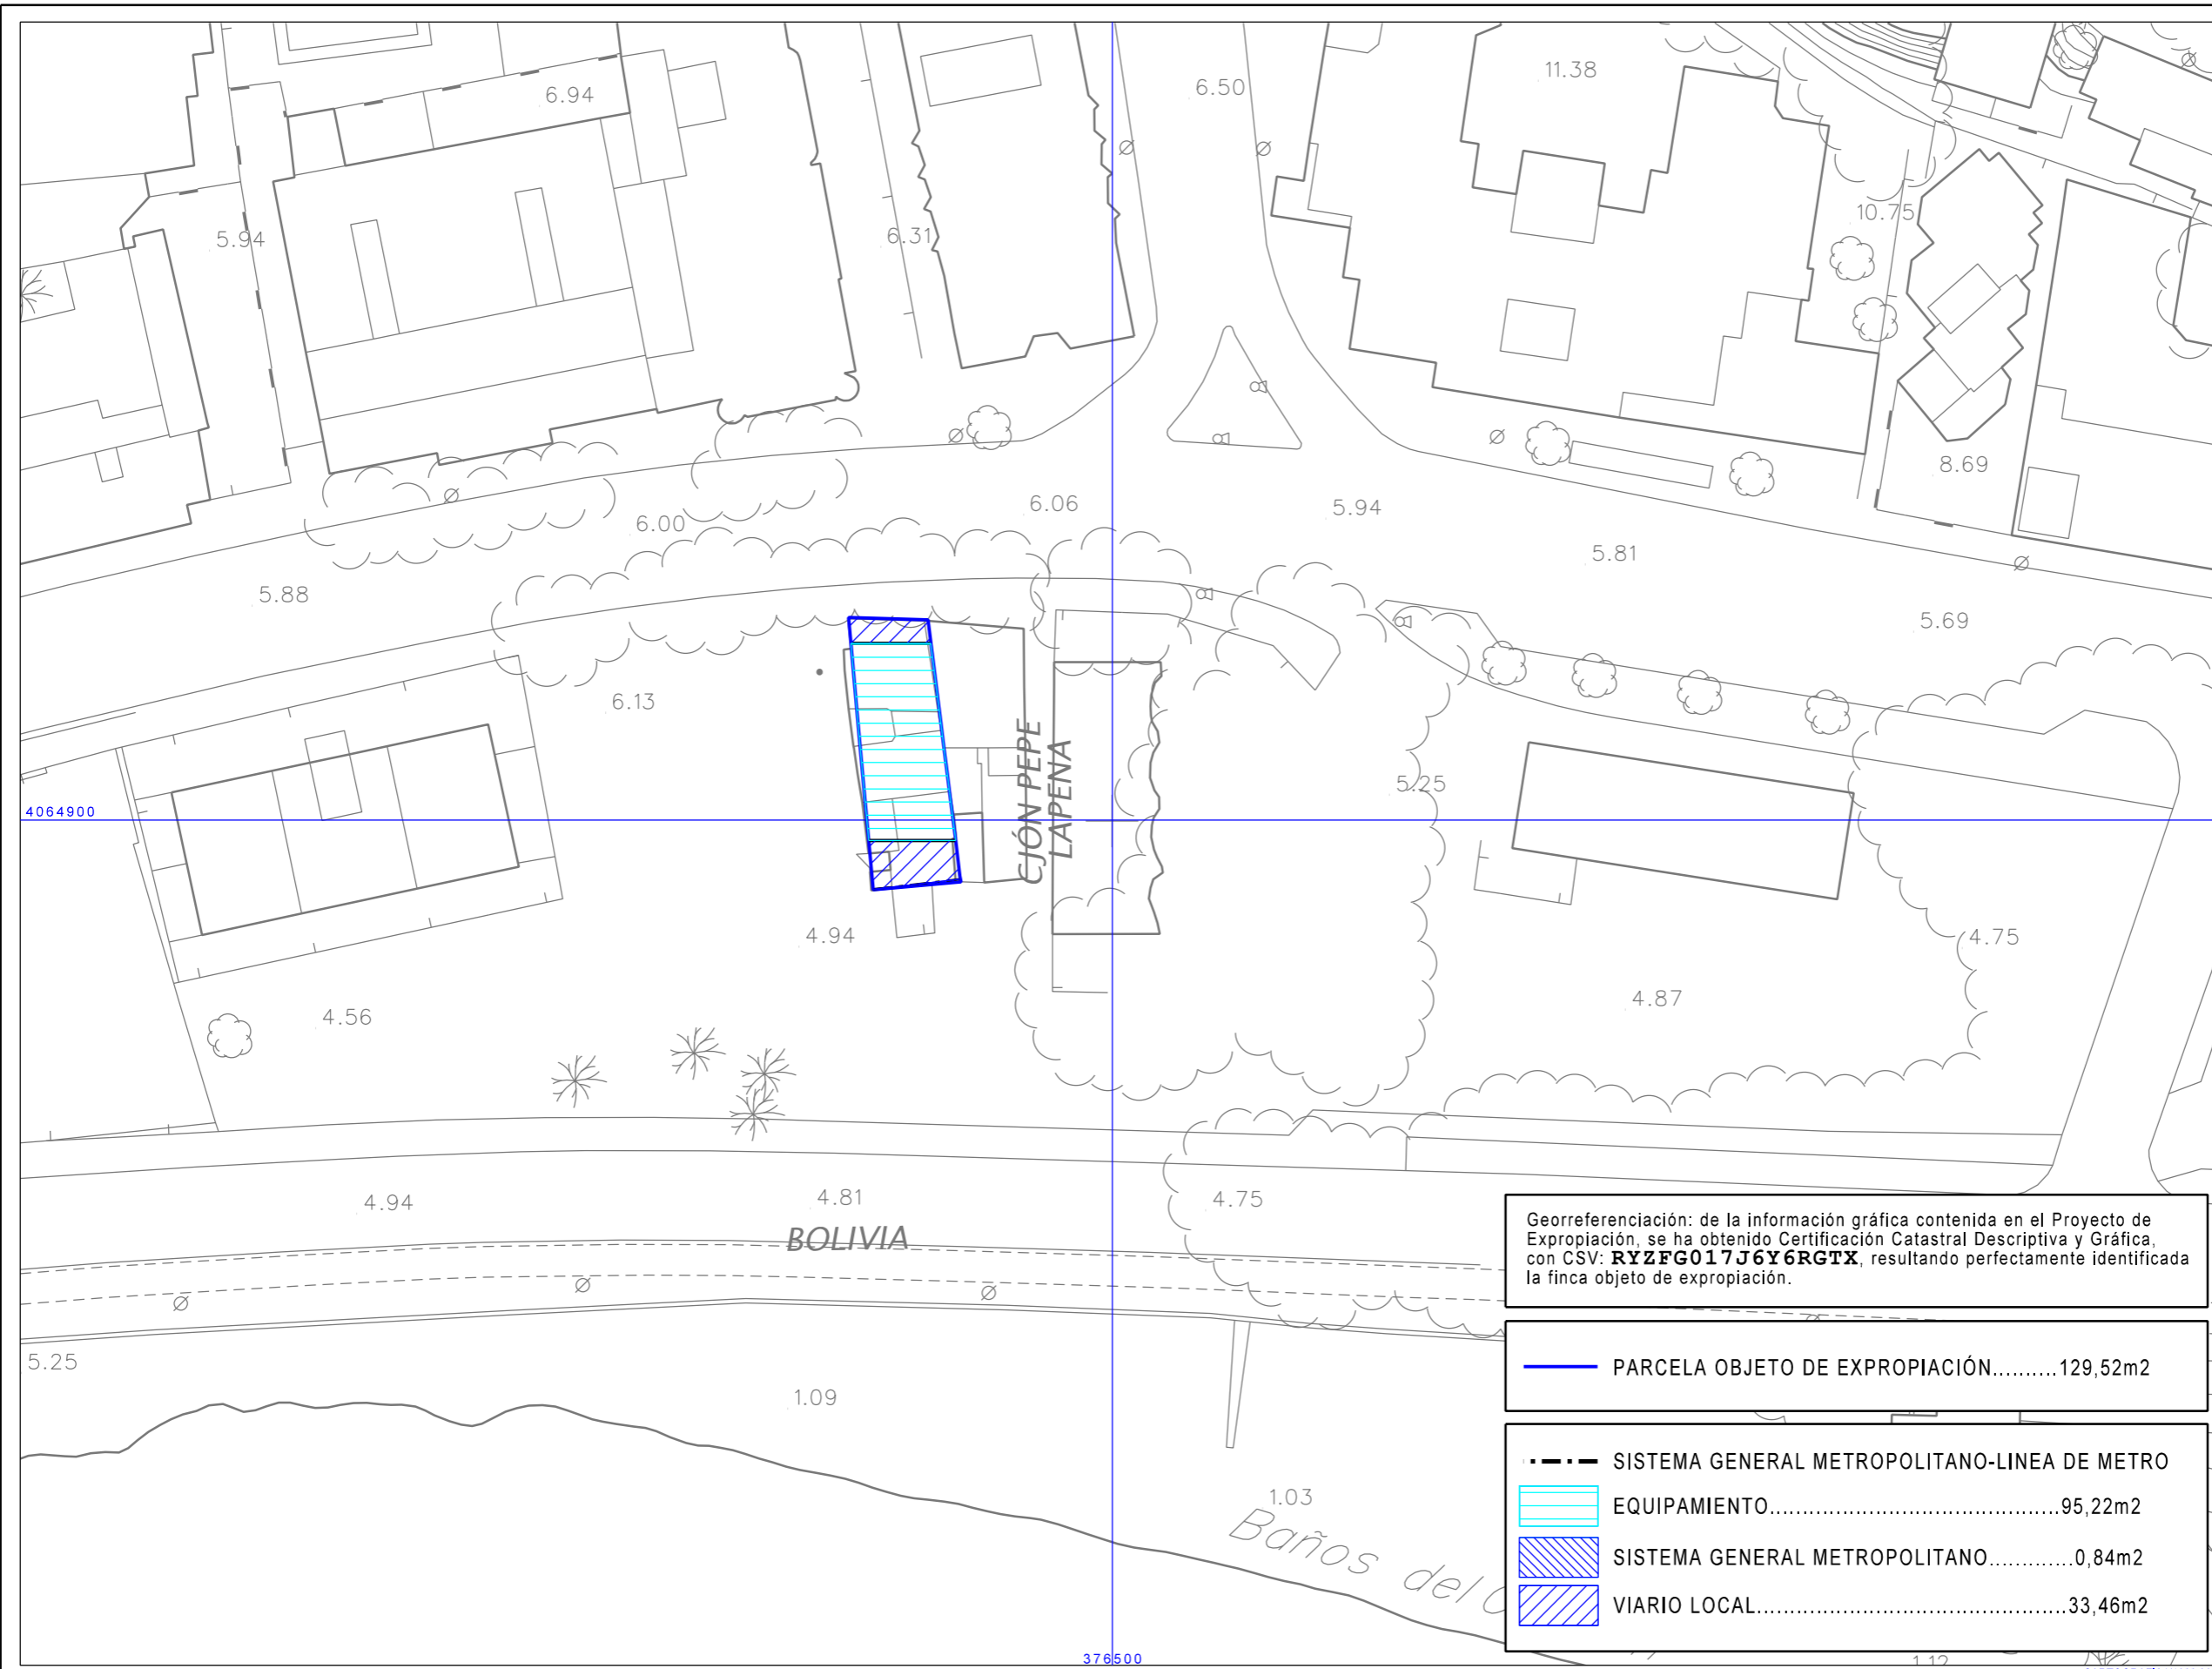 6.50
11.38
6.94
10.75
5.94
6.31
8.69
6.06
5.94
6.00
5.81
5.88
5.69
6.13
CJÓN PEPE
LAPENA
5.25
4064900
4.94
4.75
4.87
4.56
4.94
4.81
4.75
BOLIVIA
Georreferenciación: de la información gráfica contenida en el Proyecto de
Expropiación, se ha obtenido Certificación Catastral Descriptiva y Gráfica,
con CSV: RYZFG017J6Y6RGTX, resultando perfectamente identificada
la finca objeto de expropiación.
5.25
PARCELA OBJETO DE EXPROPIACIÓN..........129,52m2
1.09
SISTEMA GENERAL METROPOLITANO-LINEA DE METRO
1.03
EQUIPAMIENTO............................................95,22m2
Baños del
SISTEMA GENERAL METROPOLITANO.............0,84m2
VIARIO LOCAL...............................................33,46m2
376500
1.12